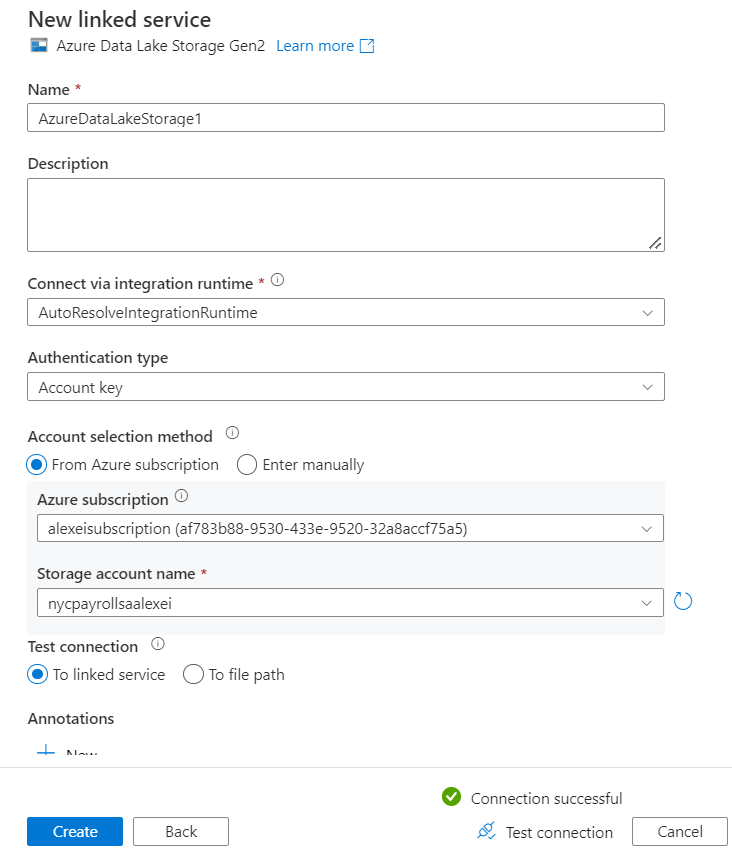 New linked service
Azure Data Lake Storage Gen2 Learn more
Name *
AzureDataLakeStorage1
Description
Connect via integration runtime *
AutoResolveIntegrationRuntime
Authentication type
Account key
Account selection method
From Azure subscription Enter manually
Azure subscription
alexeisubscription (af783b88-9530-433e-9520-32a8accf75a5)
Storage account name *
nycpayrollsaalexei
Test connection
To linked service To file path
Annotations
New
Connection successful
Create Back Test connection Cancel